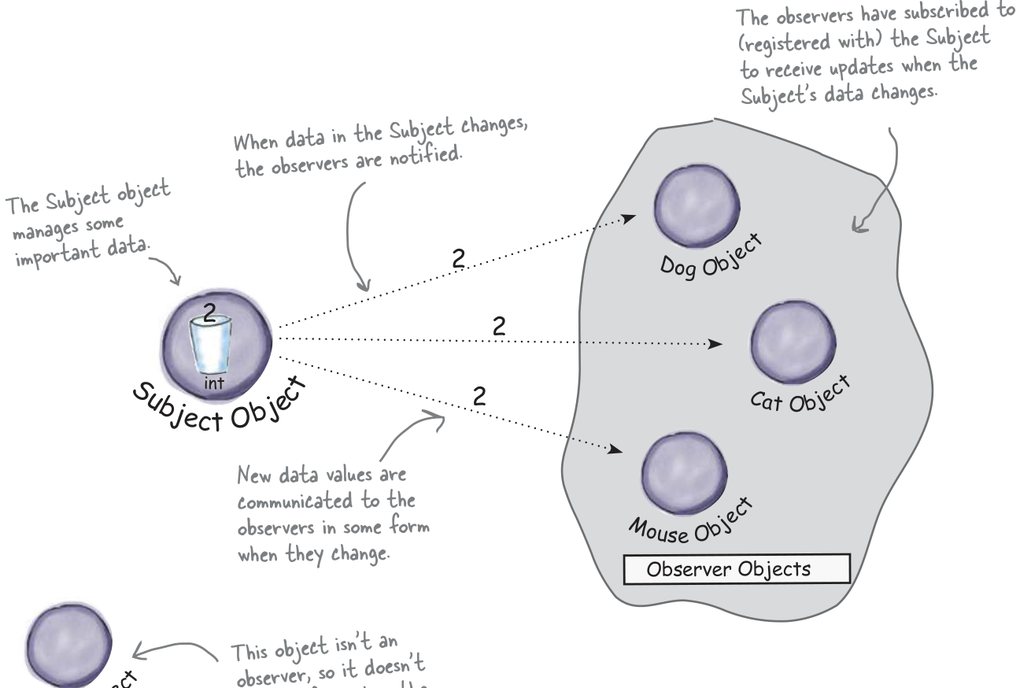 The observers have subscribed to
(registered with) the Subject
to receive updates when the
Subject's data changes.
When data in the Subject changes,
the observers are notified.
The Subject object
manages some
important data.
2
int
Subject Object
2
2
2
Dog Object
Cat Object
Mouse Object
Observer Objects
New data values are
communicated to the
observers in some form
when they change.
This object isn't an
observer, so it doesn't